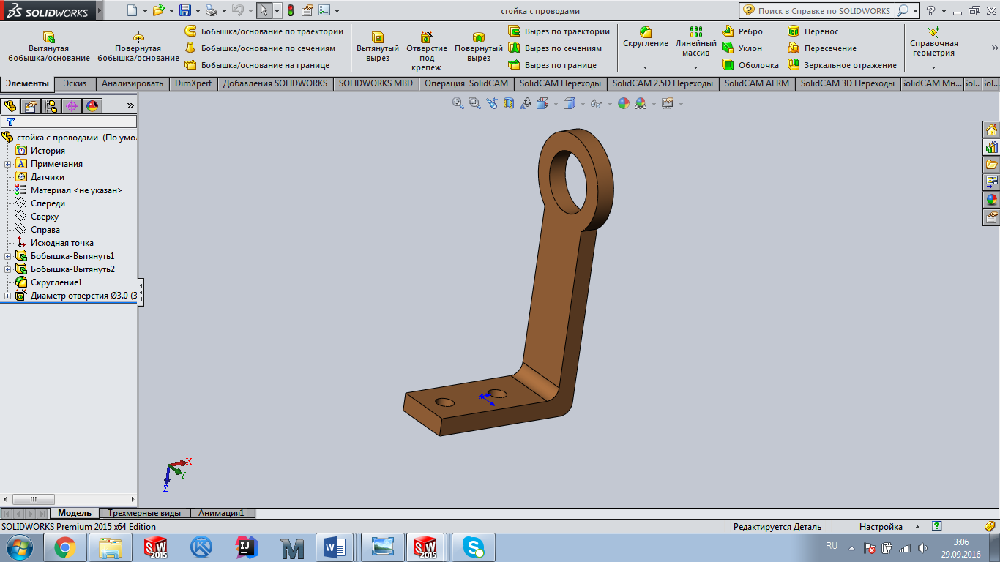 SOLIDWORKS
стойка с проводами
Поиск в Справке по SOLIDWORKS
Вытянутая бобышка/основание
Повернутая бобышка/основание
Бобышка/основание по траектории
Бобышка/основание по сечениям
Бобышка/основание на границе
Вытянутый вырез
Отверстие под крепеж
Повернутый вырез
Вырез по траектории
Вырез по сечениям
Вырез по границе
Скругление
Линейный массив
Ребро
Уклон
Оболочка
Перенос
Пересечение
Зеркальное отражение
Справочная геометрия
Элементы
Эскиз
Анализировать
DimXpert
Добавления SOLIDWORKS
SOLIDWORKS MBD
Операция SolidCAM
SolidCAM Переходы
SolidCAM 2.5D Переходы
SolidCAM AFRM
SolidCAM 3D Переходы
SolidCAM Мн...
стойка с проводами (По умо.
История
Примечания
Датчики
Материал <не указан>
Спереди
Сверху
Справа
Исходная точка
Бобышка-Вытянуть1
Бобышка-Вытянуть2
Скругление1
Диаметр отверстия Ø3.0 (3
X
Y
Z
Модель
Трехмерные виды
Анимация1
SOLIDWORKS Premium 2015 x64 Edition
Редактируется Деталь
Настройка
SW
2015
IJ
M
W
SW
2015
RU
3:06
29.09.2016